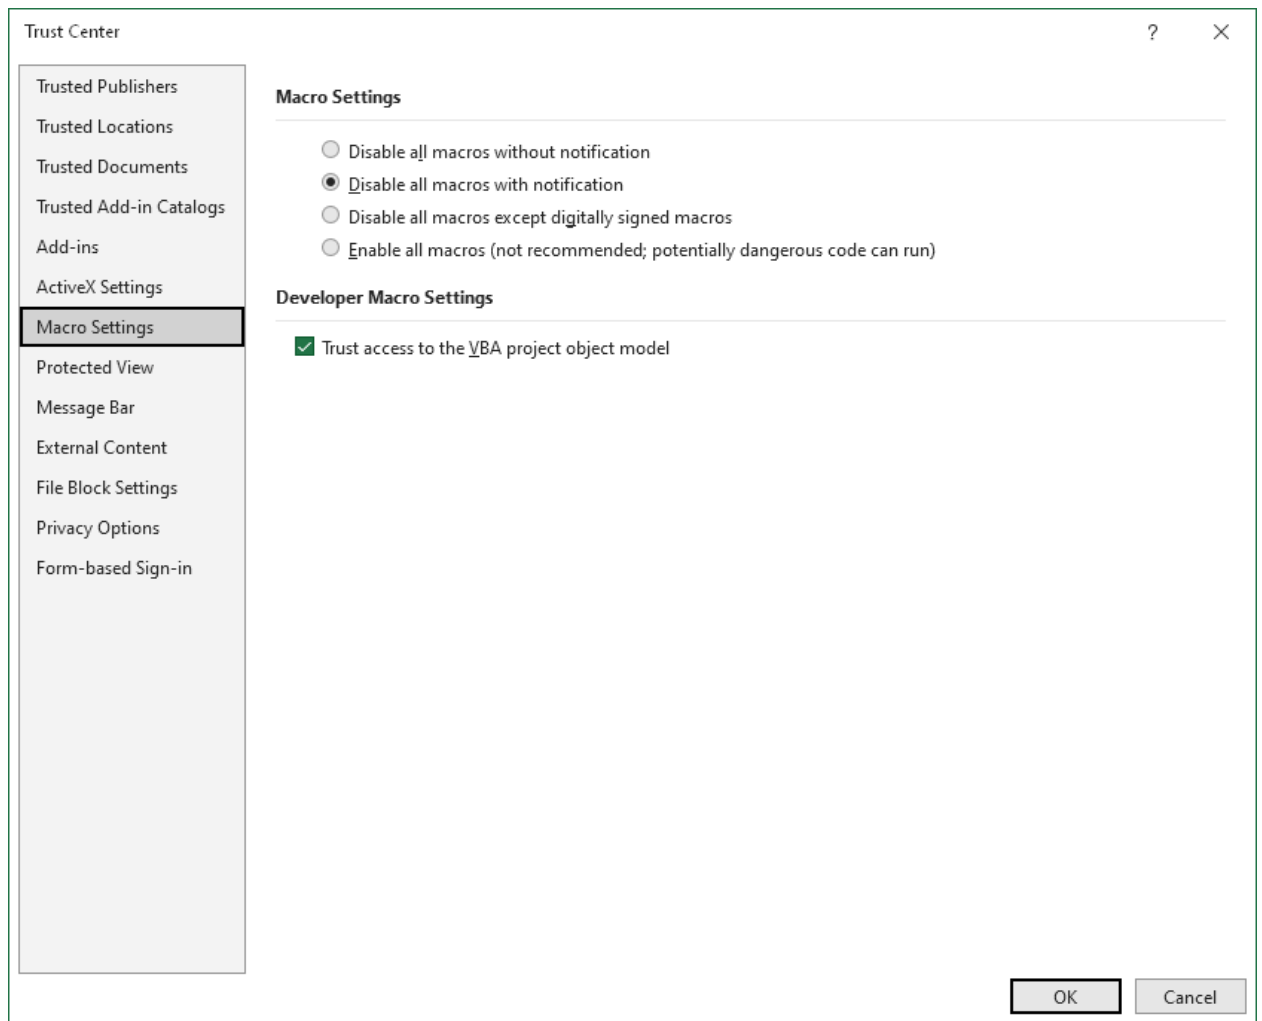 Trust Center
?
Trusted Publishers
Trusted Locations
Trusted Documents
Trusted Add-in Catalogs
Add-ins
ActiveX Settings
Macro Settings
Protected View
Message Bar
External Content
File Block Settings
Privacy Options
Form-based Sign-in
Macro Settings
Disable all macros without notification
Disable all macros with notification
Disable all macros except digitally signed macros
Enable all macros (not recommended; potentially dangerous code can run)
Developer Macro Settings
Trust access to the VBA project object model
OK
Cancel